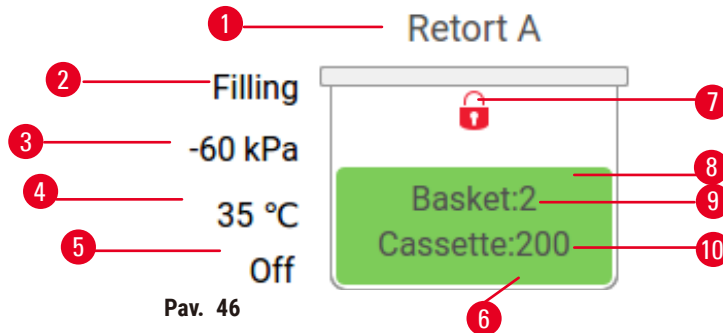 1 Retort A
2 Filling
3 -60 kPa
4 35 °C
5 Off
7
8
Basket:2 9
Cassette:200 10
6
Pav. 46